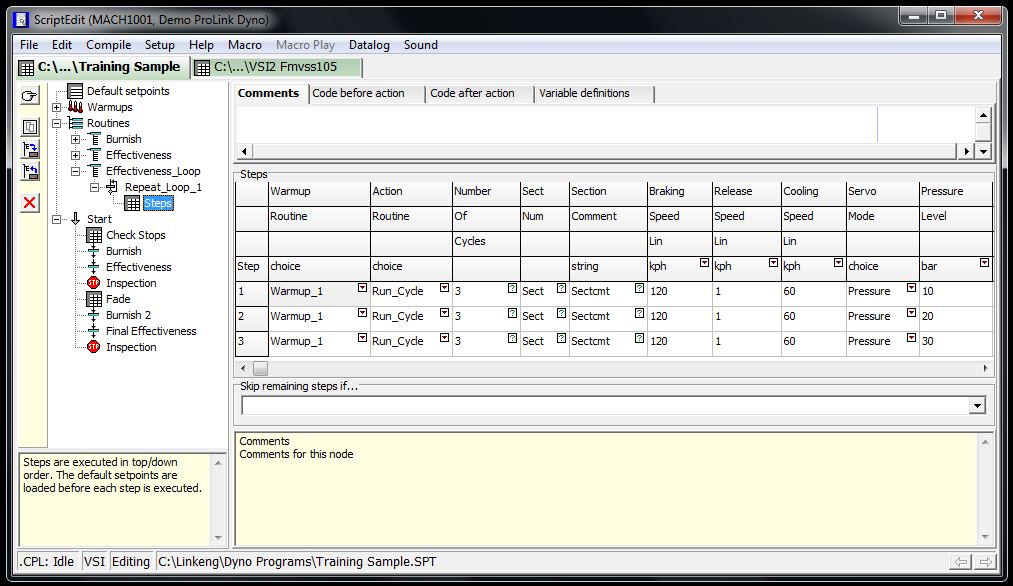 ScriptEdit (MACH1001, Demo ProLink Dyno)
File Edit Compile Setup Help Macro Macro Play Datalog Sound
C:\...\Training Sample C:\...\VSI2 Fmvss105
Default setpoints
Warmups
Routines
Burnish
Effectiveness
Effectiveness_Loop
Repeat_Loop_1
Steps
Start
Check Stops
Burnish
Effectiveness
STP Inspection
Fade
Burnish 2
Final Effectiveness
STP Inspection
Steps are executed in top/down
order. The default setpoints are
loaded before each step is executed.
Comments Code before action Code after action Variable definitions
Steps
Warmup Action Number Sect Section Braking Release Cooling Servo Pressure
Routine Routine Of Num Comment Speed Speed Speed Mode Level
Cycles Lin Lin Lin
Step choice choice string kph kph kph choice bar
1 Warmup_1 Run_Cycle 3 ? Sect ? Sectcmt ? 120 1 60 Pressure 10
2 Warmup_1 Run_Cycle 3 ? Sect ? Sectcmt ? 120 1 60 Pressure 20
3 Warmup_1 Run_Cycle 3 ? Sect ? Sectcmt ? 120 1 60 Pressure 30
Skip remaining steps if...
Comments
Comments for this node
.CPL: Idle VSI Editing C:\Linkeng\Dyno Programs\Training Sample.SPT